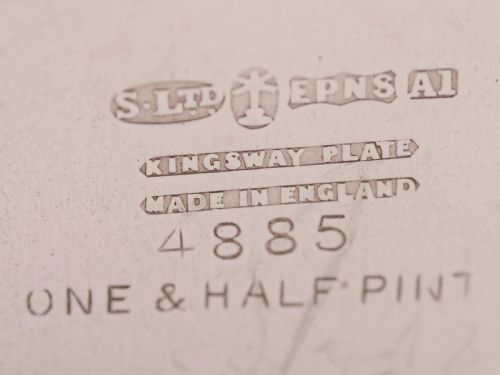 S·LTD EPNS A1
KINGSWAY PLATE
MADE IN ENGLAND
4885
ONE & HALF·PINT